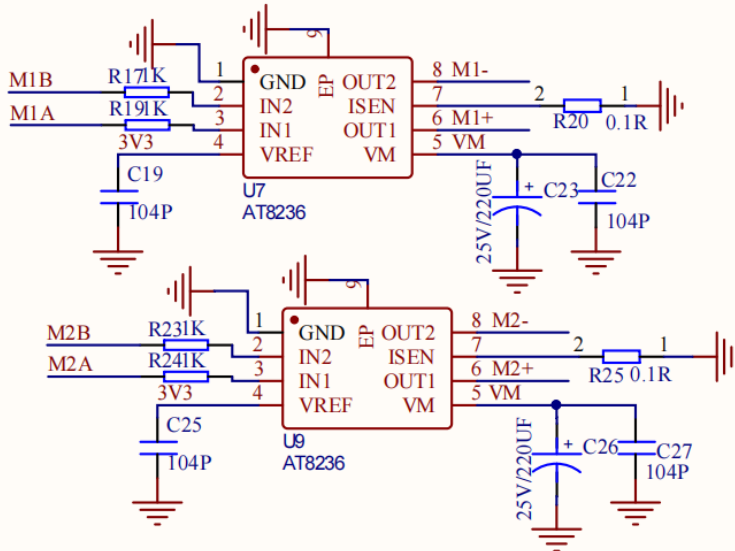 9
1 GND EP OUT2 8 M1-
M1B R17 1K 2 IN2 ISEN 7 2 1
M1A R19 1K 3 IN1 OUT1 6 M1+ R20 0.1R
3V3 4 VREF VM 5 VM
C19
104P
U7
AT8236
25V/220UF + C23 C22
104P
9
1 GND EP OUT2 8 M2-
M2B R23 1K 2 IN2 ISEN 7 2 1
M2A R24 1K 3 IN1 OUT1 6 M2+ R25 0.1R
3V3 4 VREF VM 5 VM
C25
104P
U9
AT8236
25V/220UF + C26 C27
104P